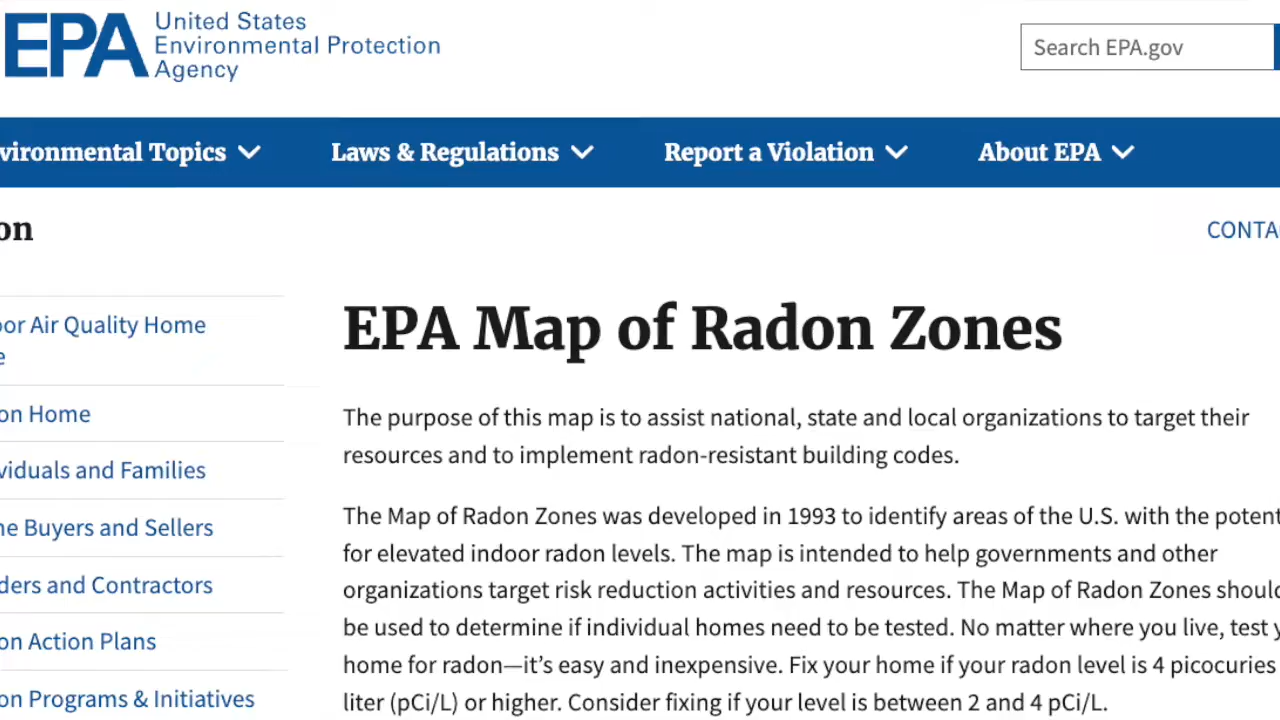 EPA United States
Environmental Protection
Agency
Search EPA.gov
vironmental Topics
Laws & Regulations
Report a Violation
About EPA
on
CONTA
oor Air Quality Home
e
on Home
viduals and Families
ne Buyers and Sellers
ders and Contractors
on Action Plans
on Programs & Initiatives
EPA Map of Radon Zones
The purpose of this map is to assist national, state and local organizations to target their
resources and to implement radon-resistant building codes.
The Map of Radon Zones was developed in 1993 to identify areas of the U.S. with the potent
for elevated indoor radon levels. The map is intended to help governments and other
organizations target risk reduction activities and resources. The Map of Radon Zones should
be used to determine if individual homes need to be tested. No matter where you live, test y
home for radon—it’s easy and inexpensive. Fix your home if your radon level is 4 picocuries
liter (pCi/L) or higher. Consider fixing if your level is between 2 and 4 pCi/L.